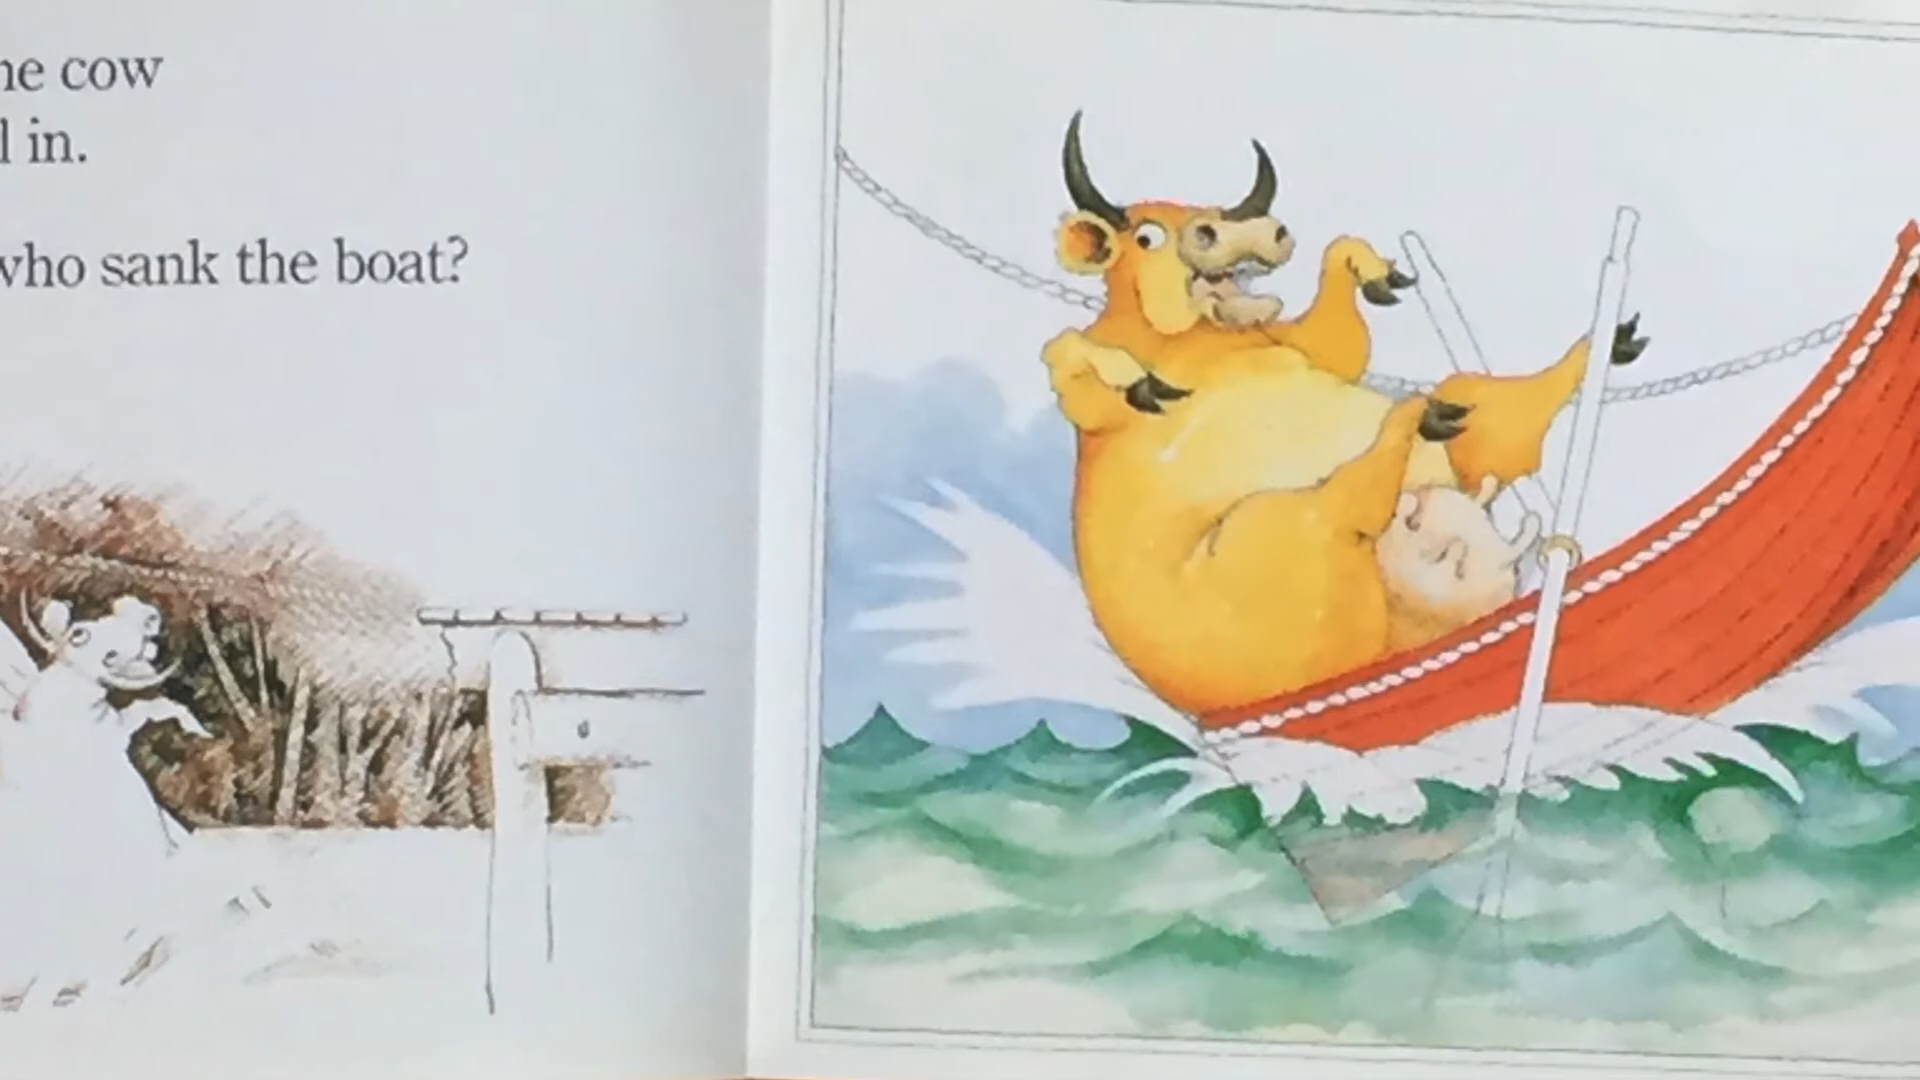 he cow
l in.
who sank the boat?